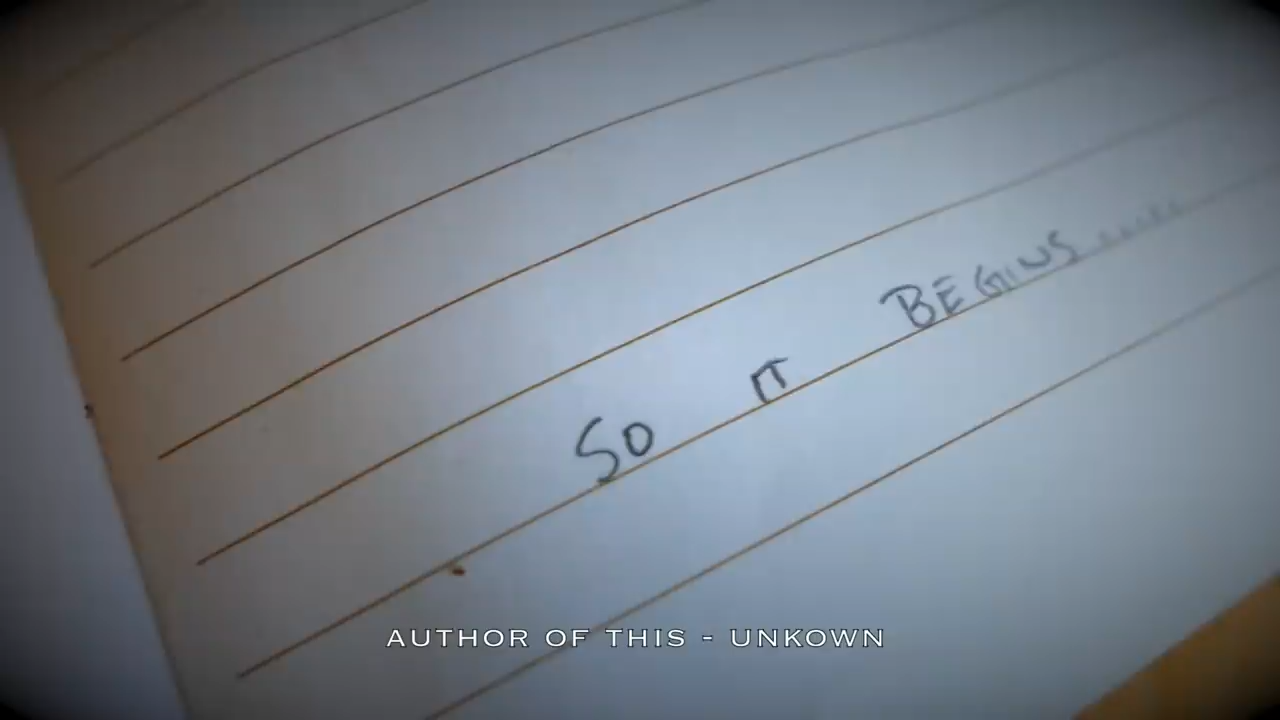 SO IT BEGINS......
AUTHOR OF THIS - UNKOWN